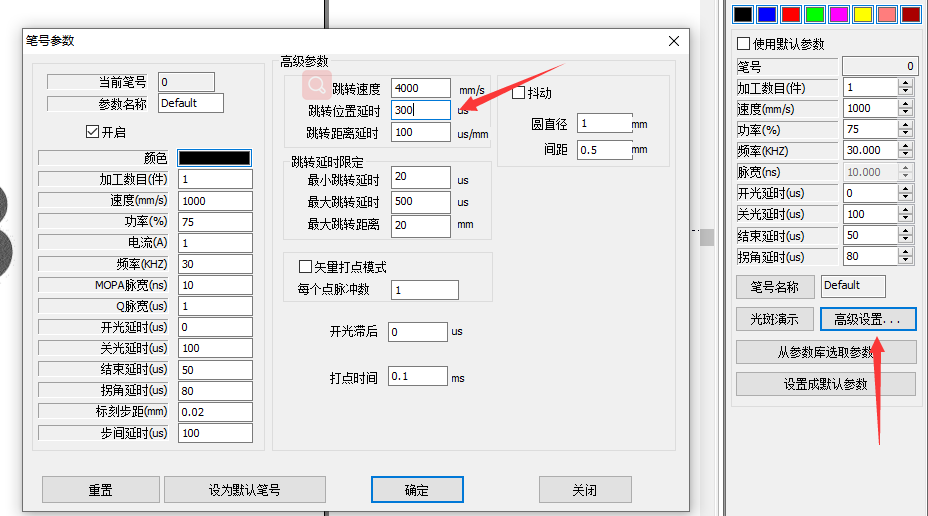 笔号参数
当前笔号 0
参数名称 Default
开启
颜色
加工数目(件) 1
速度(mm/s) 1000
功率(%) 75
电流(A) 1
频率(KHZ) 30
MOPA脉宽(ns) 10
Q脉宽(us) 1
开光延时(us) 0
关光延时(us) 100
结束延时(us) 50
拐角延时(us) 80
标刻步距(mm) 0.02
步间延时(us) 100
高级参数
跳转速度 4000 mm/s
跳转位置延时 300 us
跳转距离延时 100 us/mm
跳转延时限定
最小跳转延时 20 us
最大跳转延时 500 us
最大跳转距离 20 mm
矢量打点模式
每个点脉冲数 1
开光滞后 0 us
打点时间 0.1 ms
抖动
圆直径 1 mm
间距 0.5 mm
重置 设为默认笔号 确定 关闭
使用默认参数
笔号 0
加工数目(件) 1
速度(mm/s) 1000
功率(%) 75
频率(KHZ) 30.000
脉宽(ns) 10.000
开光延时(us) 0
关光延时(us) 100
结束延时(us) 50
拐角延时(us) 80
笔号名称 Default
光斑演示 高级设置...
从参数库选取参数
设置成默认参数